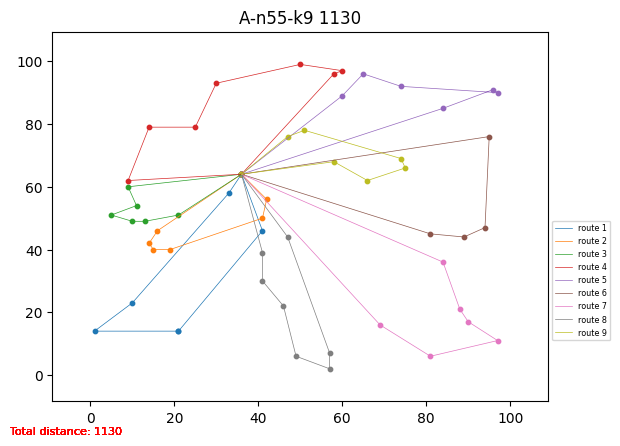 A-n55-k9 1130
100
80
60
40
20
0
0 20 40 60 80 100
route 1
route 2
route 3
route 4
route 5
route 6
route 7
route 8
route 9
Total distance: 1130